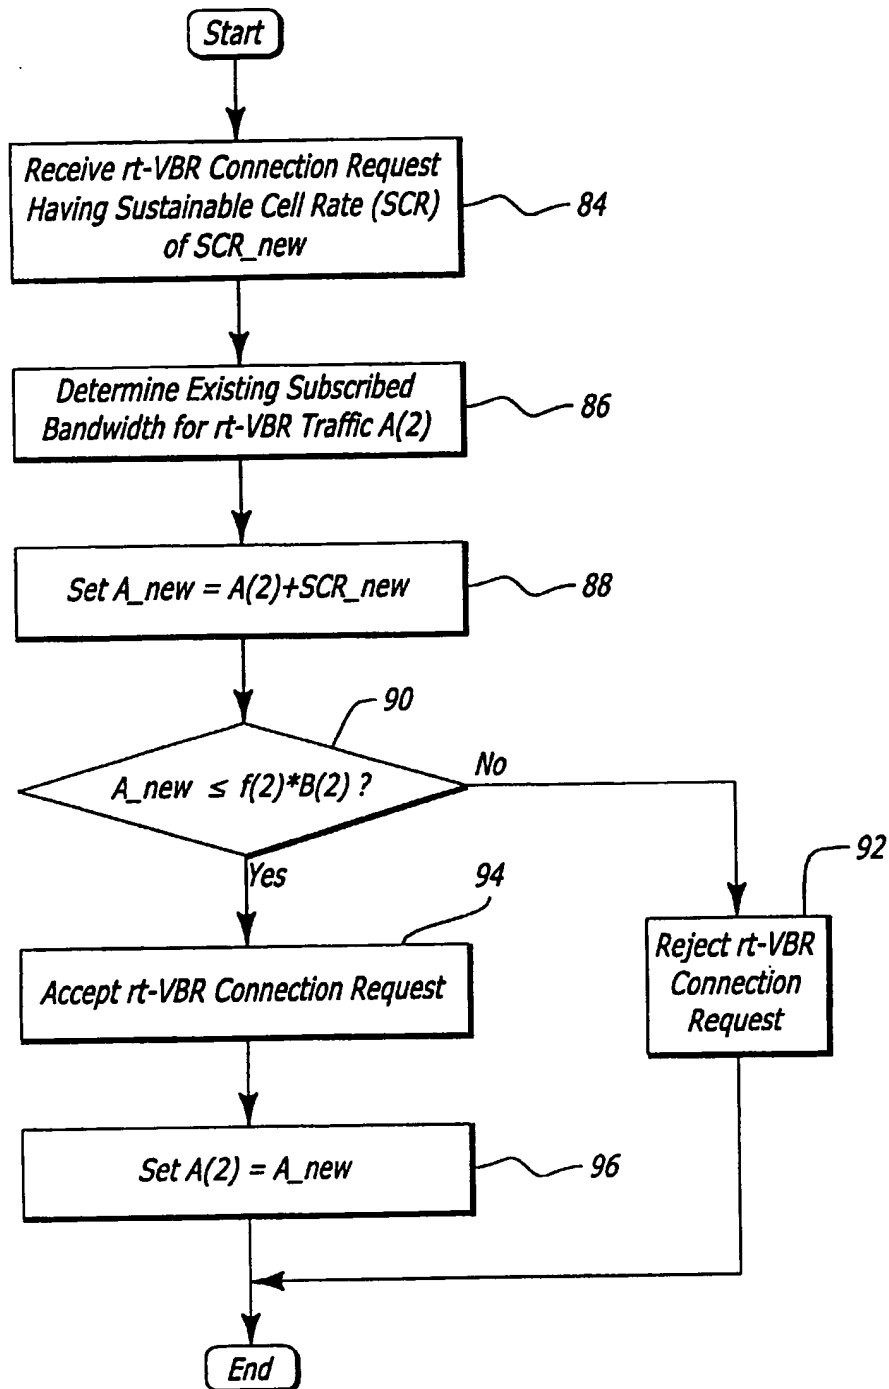 Start
Receive rt-VBR Connection Request
Having Sustainable Cell Rate (SCR)
of SCR_new
84
Determine Existing Subscribed
Bandwidth for rt-VBR Traffic A(2)
86
Set A_new = A(2)+SCR_new
88
90
A_new ≤ f(2)*B(2) ?
No
Yes
92
94
Reject rt-VBR
Connection
Request
Accept rt-VBR Connection Request
Set A(2) = A_new
96
End